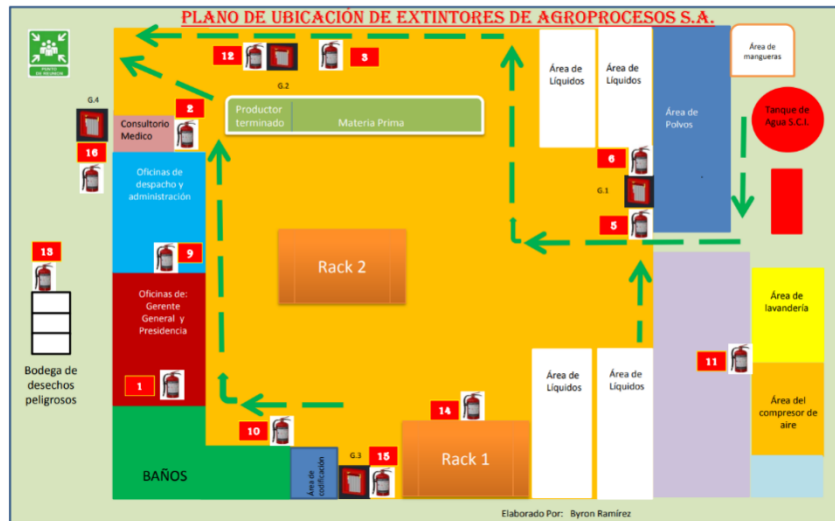 PLANO DE UBICACIÓN DE EXTINTORES DE AGROPROCESOS S.A.
12
3
G.2
Área de
Líquidos
Área de
Líquidos
Área de
Polvos
Área de
mangueras
G.4
2
Consultorio
Medico
16
Productor
terminado
Materia Prima
Tanque de
Agua S.C.I.
6
G.1
5
Oficinas de
despacho y
administración
9
13
Rack 2
Oficinas de:
Gerente
General y
Presidencia
1
Bodega de
desechos
peligrosos
Área de
lavandería
11
Área de
Líquidos
Área de
Líquidos
Área del
compresor de
aire
10
14
G.3
15
Rack 1
BAÑOS
Área de
codificación
Elaborado Por: Byron Ramírez